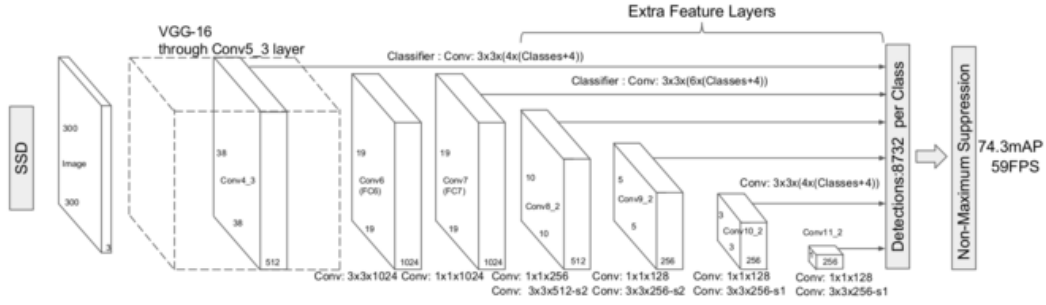 Extra Feature Layers
VGG-16
through Conv5_3 layer
Classifier : Conv: 3x3x(4x(Classes+4))
Classifier : Conv: 3x3x(6x(Classes+4))
SSD
300
Image
300
3
38
Conv4_3
38
512
19
Conv6
(FC6)
19
1024
19
Conv7
(FC7)
19
1024
10
Conv8_2
10
512
5
Conv9_2
5
256
Conv: 3x3x(4x(Classes+4))
3
Conv10_2
3
256
Conv11_2
256
Detections:8732 per Class
Non-Maximum Suppression
74.3mAP
59FPS
Conv: 3x3x1024
Conv: 1x1x1024
Conv: 1x1x256
Conv: 3x3x512-s2
Conv: 1x1x128
Conv: 3x3x256-s2
Conv: 1x1x128
Conv: 3x3x256-s1
Conv: 1x1x128
Conv: 3x3x256-s1